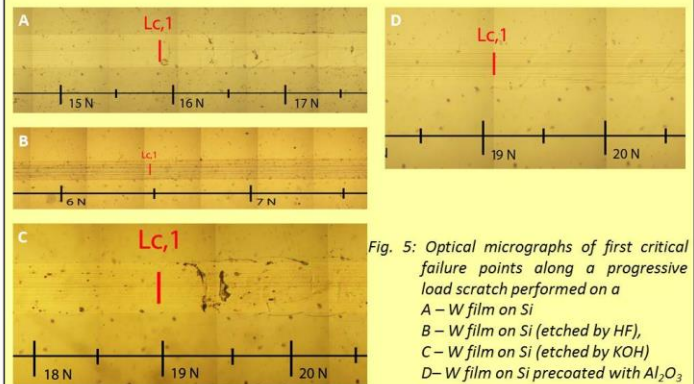 A
Lc,1
15 N
16 N
17 N
B
Lc,1
6 N
7 N
C
Lc,1
18 N
19 N
20 N
D
Lc,1
19 N
20 N
Fig. 5: Optical micrographs of first critical
failure points along a progressive
load scratch performed on a
A – W film on Si
B – W film on Si (etched by HF),
C – W film on Si (etched by KOH)
D– W film on Si precoated with Al₂O₃